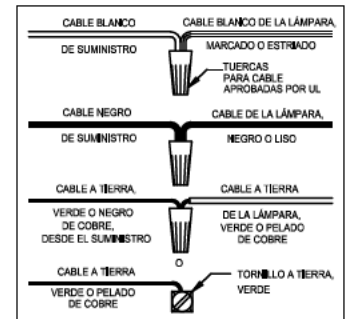 CABLE BLANCO
DE SUMINISTRO
CABLE BLANCO DE LA LÁMPARA,
MARCADO O ESTRIADO
TUERCAS
PARA CABLE
APROBADAS POR UL
CABLE NEGRO
DE SUMINISTRO
CABLE DE LA LÁMPARA,
NEGRO O LISO
CABLE A TIERRA,
VERDE O NEGRO
DE COBRE,
DESDE EL SUMINISTRO
CABLE A TIERRA
DE LA LÁMPARA,
VERDE O PELADO
DE COBRE
O
CABLE A TIERRA
VERDE O PELADO
DE COBRE
TORNILLO A TIERRA,
VERDE